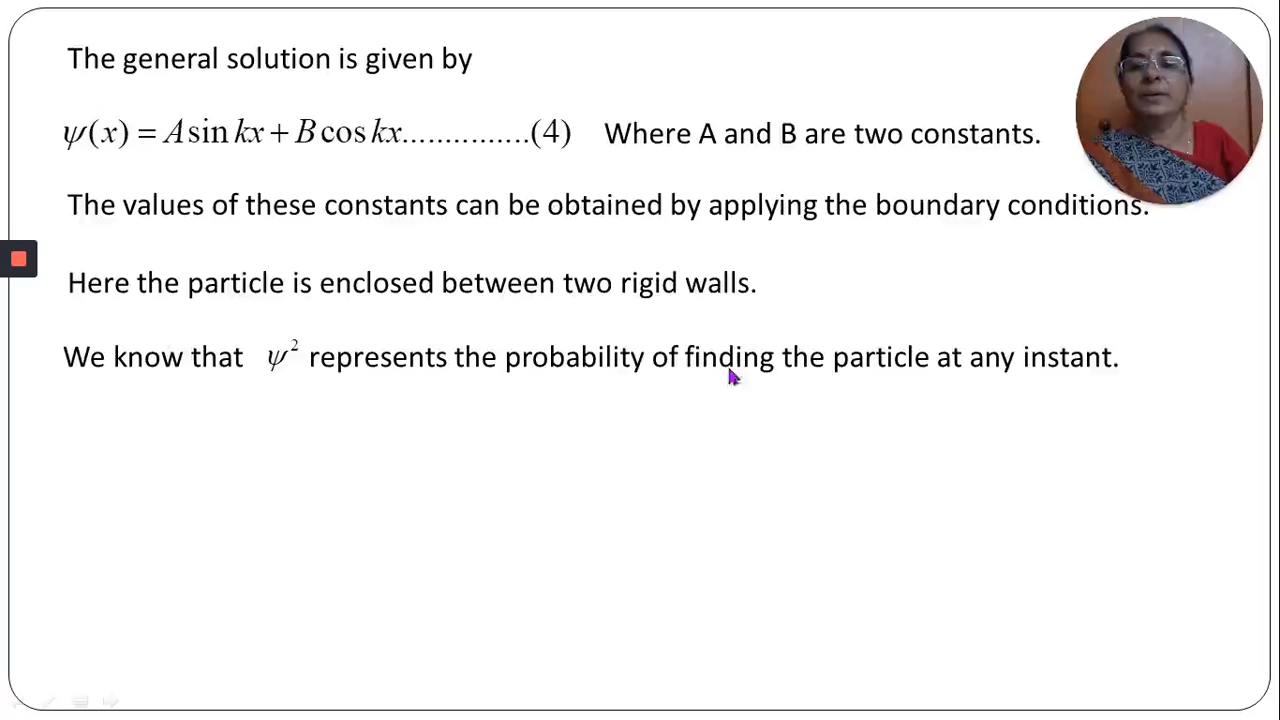 The general solution is given by
ψ(x) = A sin kx + B cos kx...............(4) Where A and B are two constants.
The values of these constants can be obtained by applying the boundary conditions.
Here the particle is enclosed between two rigid walls.
We know that ψ² represents the probability of finding the particle at any instant.